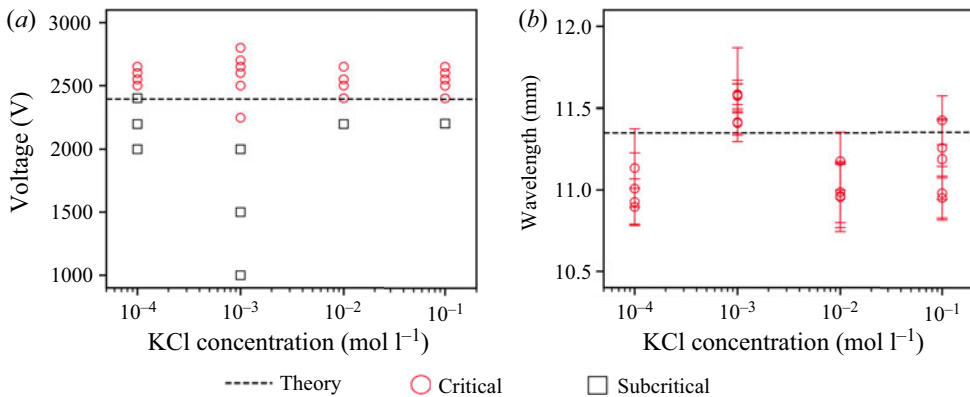 (a)
3000
2500
2000
1500
1000
Voltage (V)
10⁻⁴ 10⁻³ 10⁻² 10⁻¹
KCl concentration (mol l⁻¹)
(b)
12.0
11.5
11.0
10.5
Wavelength (mm)
10⁻⁴ 10⁻³ 10⁻² 10⁻¹
KCl concentration (mol l⁻¹)
Theory Critical Subcritical